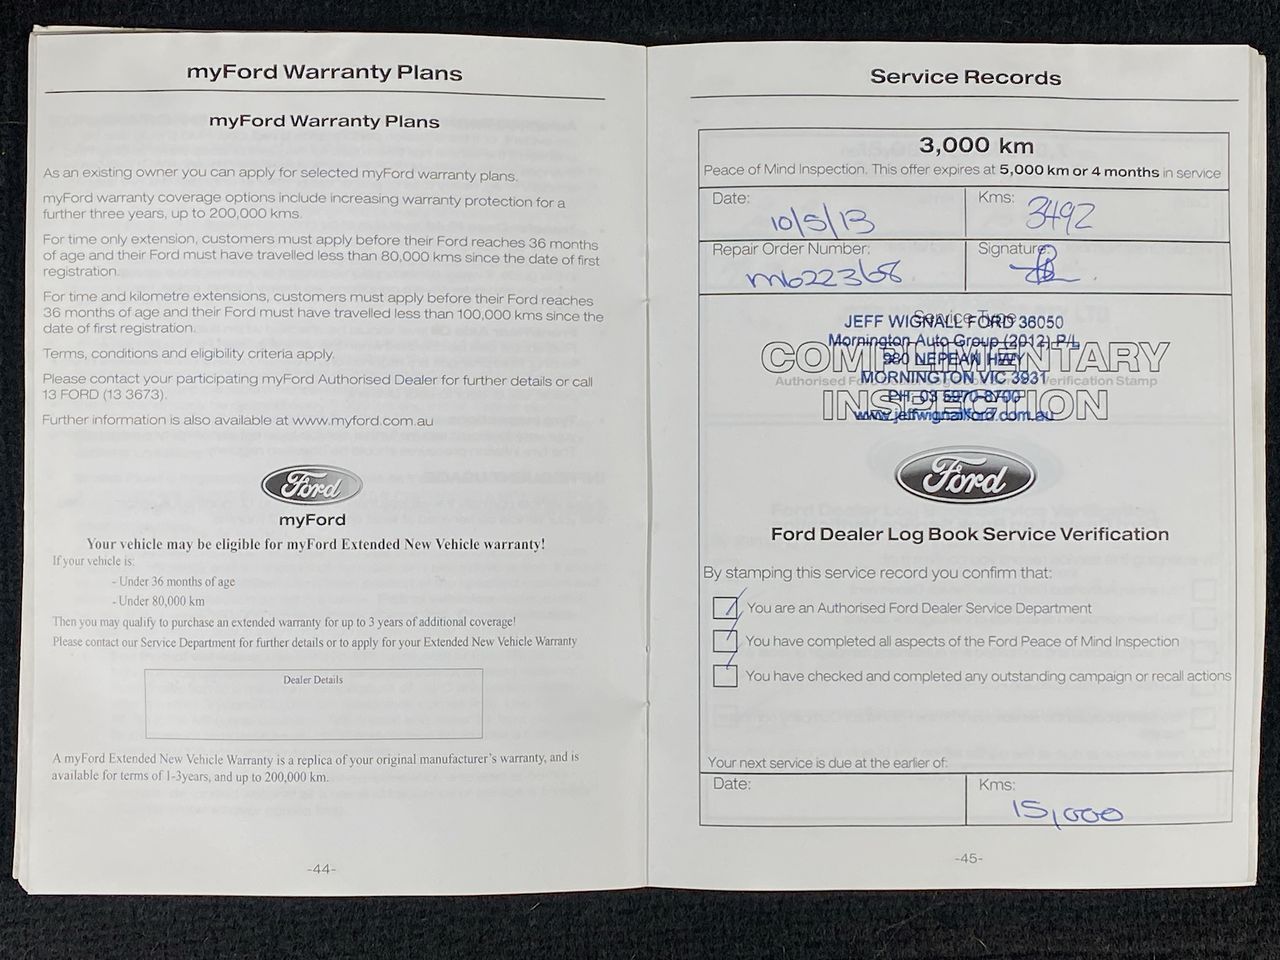 myFord Warranty Plans
myFord Warranty Plans
As an existing owner you can apply for selected myFord warranty plans.
myFord warranty coverage options include increasing warranty protection for a
further three years, up to 200,000 kms.
For time only extension, customers must apply before their Ford reaches 36 months
of age and their Ford must have travelled less than 80,000 kms since the date of first
registration.
For time and kilometre extensions, customers must apply before their Ford reaches
36 months of age and their Ford must have travelled less than 100,000 kms since the
date of first registration.
Terms, conditions and eligibility criteria apply.
Please contact your participating myFord Authorised Dealer for further details or call
13 FORD (13 3673).
Further information is also available at www.myford.com.au
Ford
myFord
Your vehicle may be eligible for myFord Extended New Vehicle warranty!
If your vehicle is:
- Under 36 months of age
- Under 80,000 km
Then you may qualify to purchase an extended warranty for up to 3 years of additional coverage!
Please contact our Service Department for further details or to apply for your Extended New Vehicle Warranty
Dealer Details
A myFord Extended New Vehicle Warranty is a replica of your original manufacturer's warranty, and is
available for terms of 1-3years, and up to 200,000 km.
-44-
Service Records
3,000 km
Peace of Mind Inspection. This offer expires at 5,000 km or 4 months in service
Date: 10/5/13
Kms: 3492
Repair Order Number: m622368
Signature:
Service Type
JEFF WIGNALL FORD 36050
Mornington Auto Group (2012) P/L
980 NEPEAN HWY
COMPLIMENTARY
MORNINGTON VIC 3931
Authorised Verification Stamp
PH. 03 5970 8700
INSPECTION
www.jeffwignallford.com.au
Ford
Ford Dealer Log Book Service Verification
By stamping this service record you confirm that:
You are an Authorised Ford Dealer Service Department
You have completed all aspects of the Ford Peace of Mind Inspection
You have checked and completed any outstanding campaign or recall actions
Your next service is due at the earlier of:
Date:
Kms: 15,000
-45-